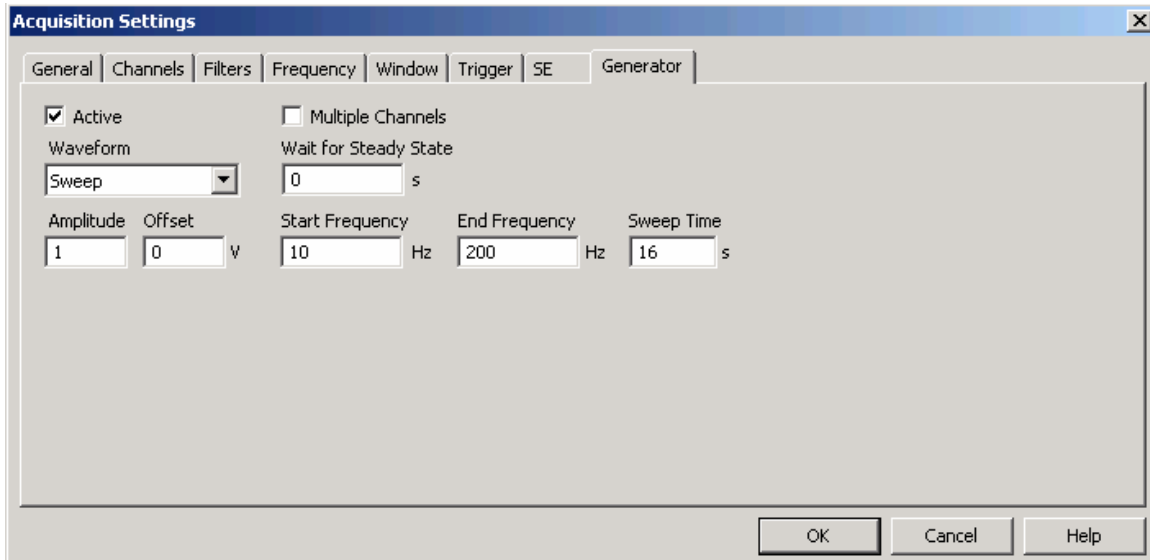 Acquisition Settings
General Channels Filters Frequency Window Trigger SE Generator
Active Multiple Channels
Waveform Wait for Steady State
Sweep 0 s
Amplitude Offset Start Frequency End Frequency Sweep Time
1 0 V 10 Hz 200 Hz 16 s
OK Cancel Help